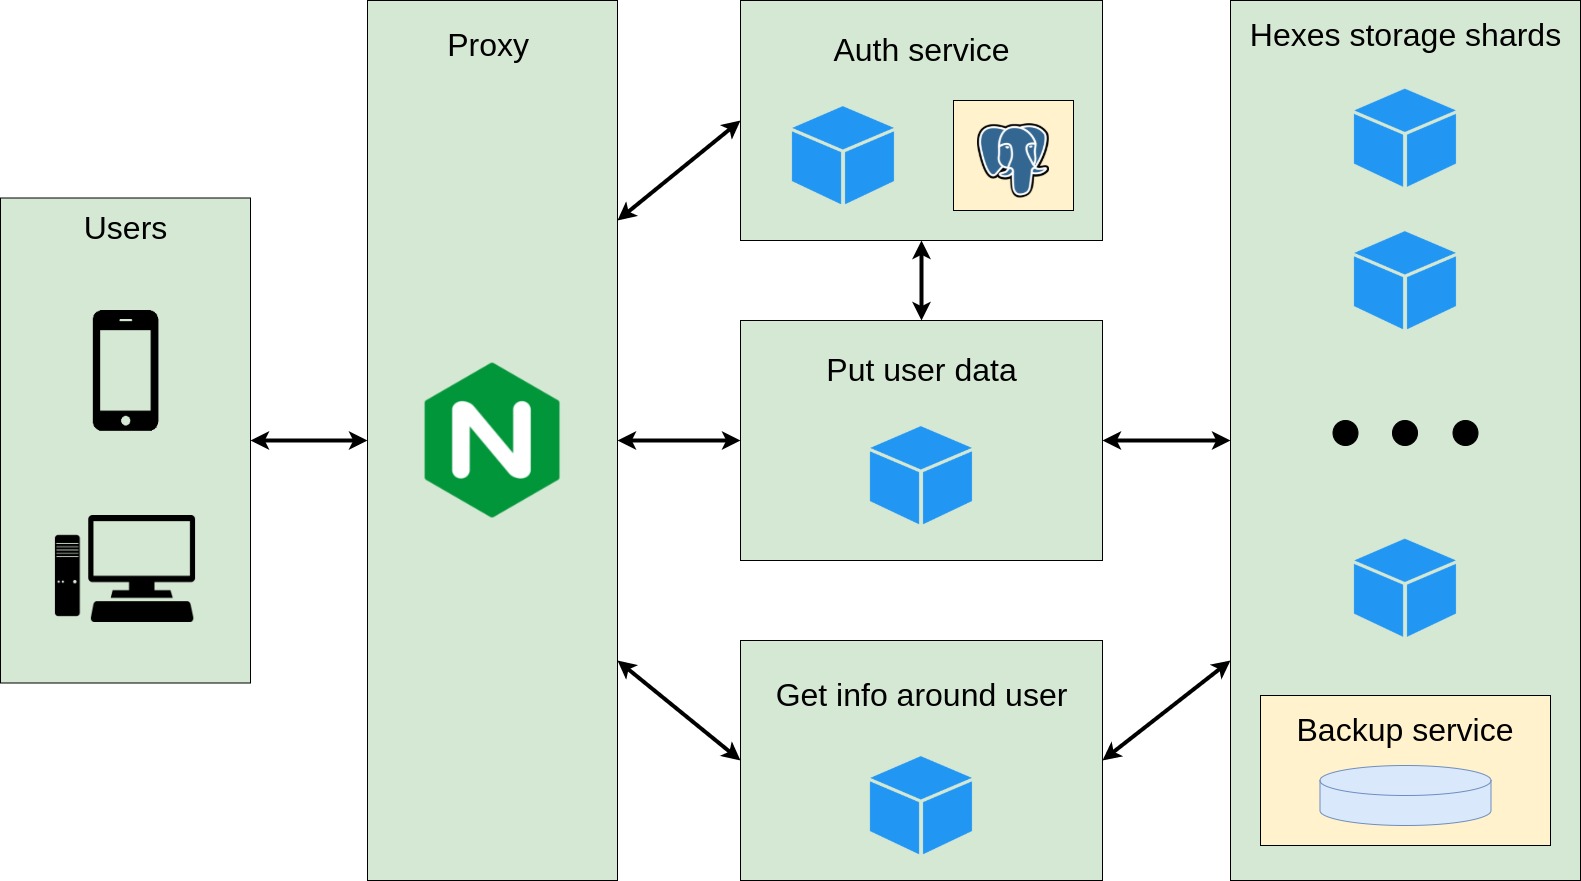 Users
Proxy
N
Auth service
Put user data
Get info around user
Hexes storage shards
Backup service